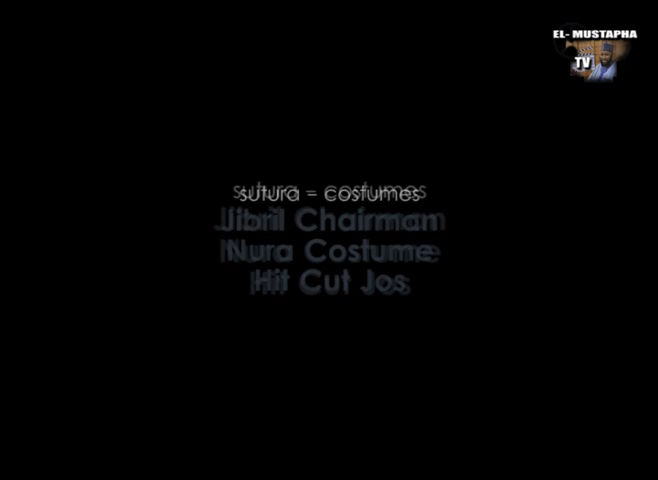 EL- MUSTAPHA
TV
sutura - costumes
Jibril Chairman
Nura Costume
Hit Cut Jos